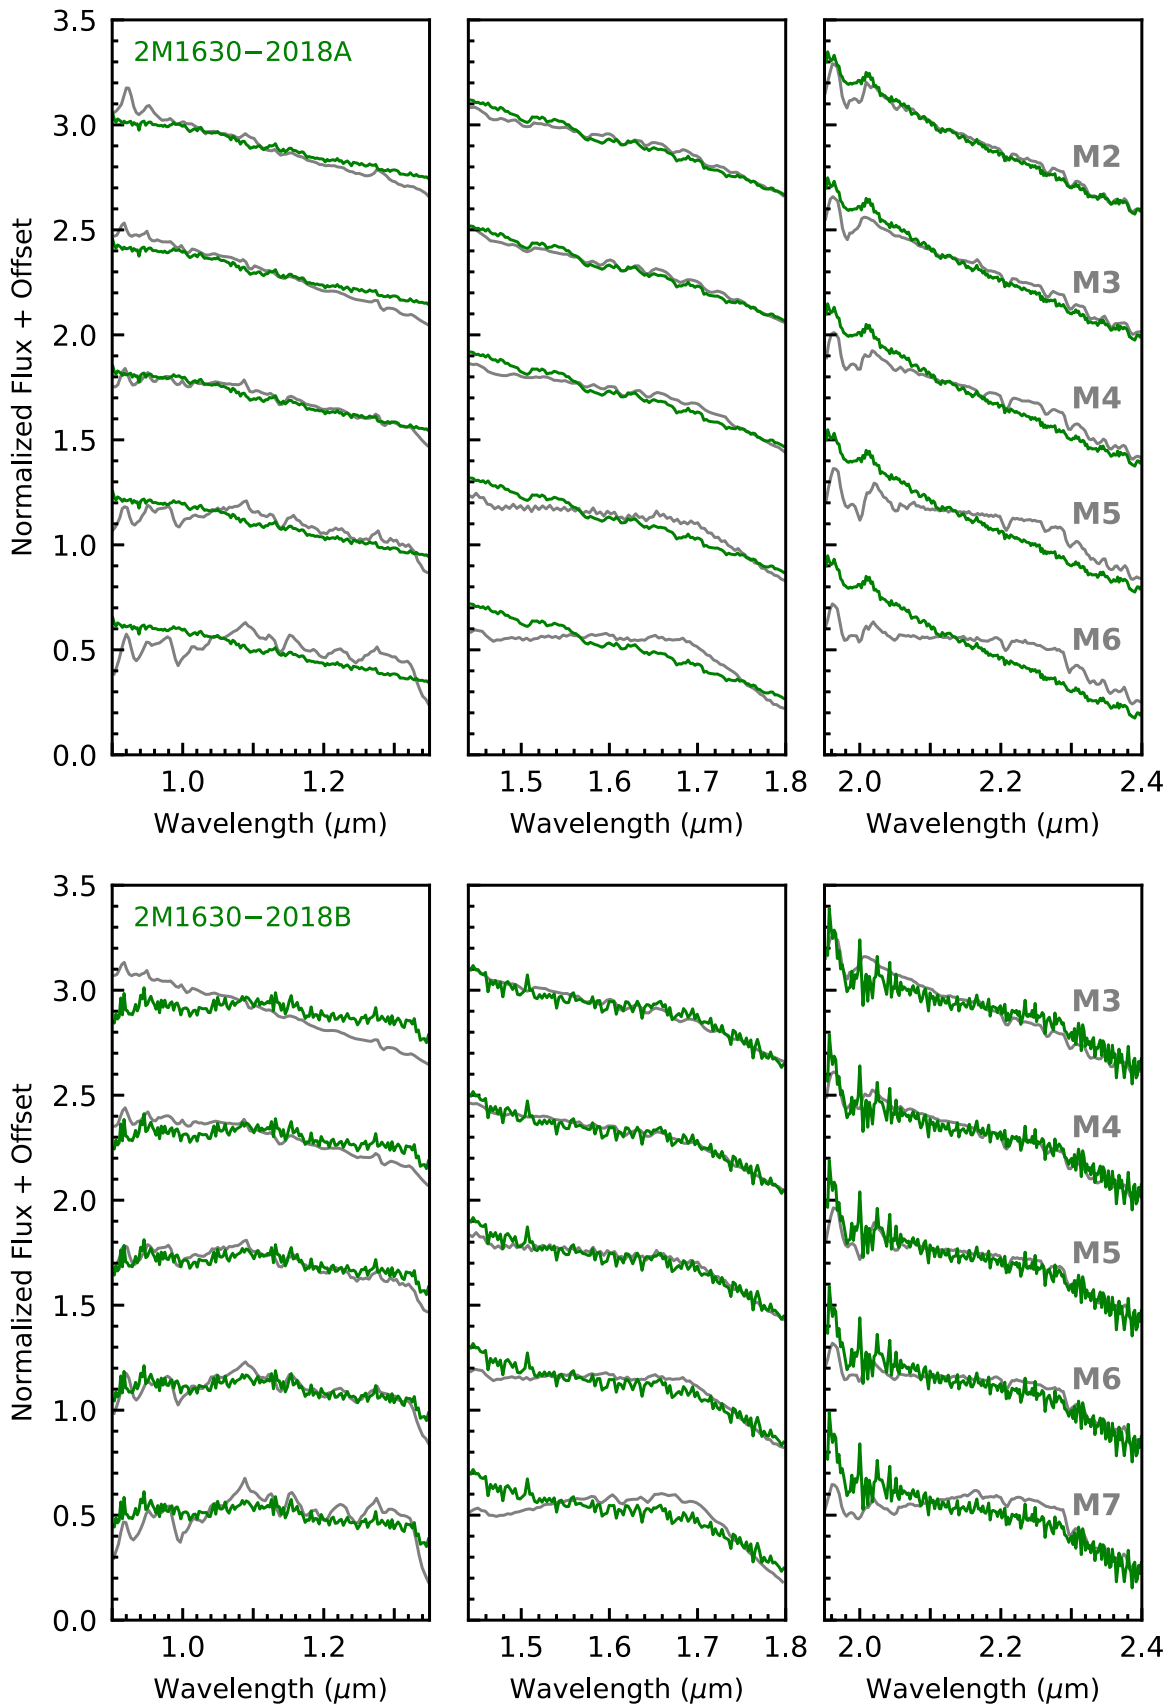 3.5
3.0
2.5
2.0
1.5
1.0
0.5
0.0
Normalized Flux + Offset
2M1630−2018A
M2
M3
M4
M5
M6
1.0 1.2 1.5 1.6 1.7 1.8 2.0 2.2 2.4
Wavelength (μm) Wavelength (μm) Wavelength (μm)
3.5
3.0
2.5
2.0
1.5
1.0
0.5
0.0
Normalized Flux + Offset
2M1630−2018B
M3
M4
M5
M6
M7
1.0 1.2 1.5 1.6 1.7 1.8 2.0 2.2 2.4
Wavelength (μm) Wavelength (μm) Wavelength (μm)